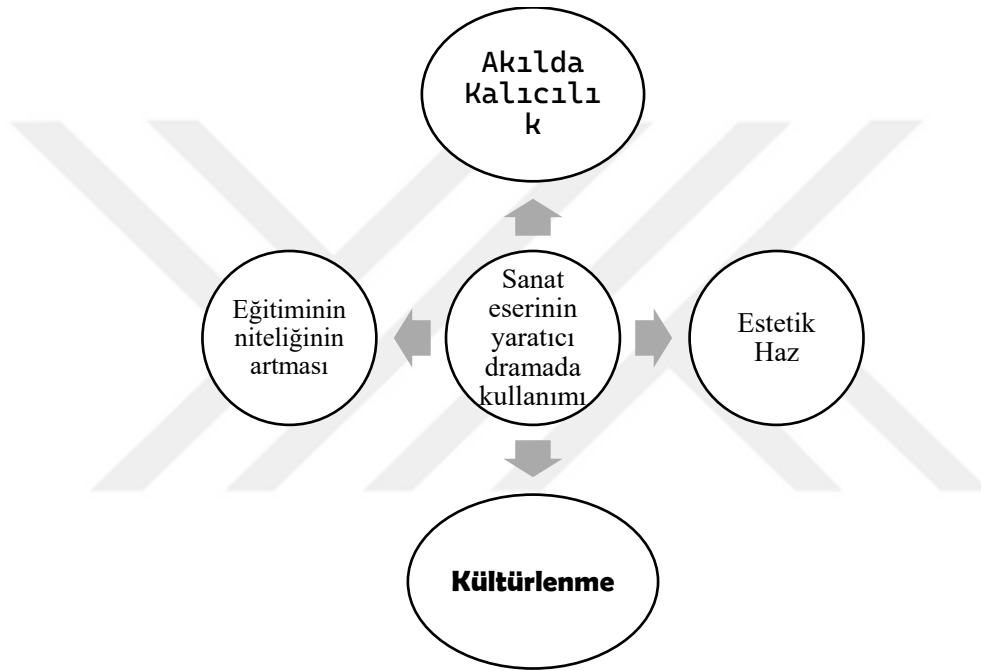 Akılda
Kalıcılı
k
Eğitiminin
niteliğinin
artması
Sanat
eserinin
yaratıcı
dramada
kullanımı
Estetik
Haz
Kültürlenme